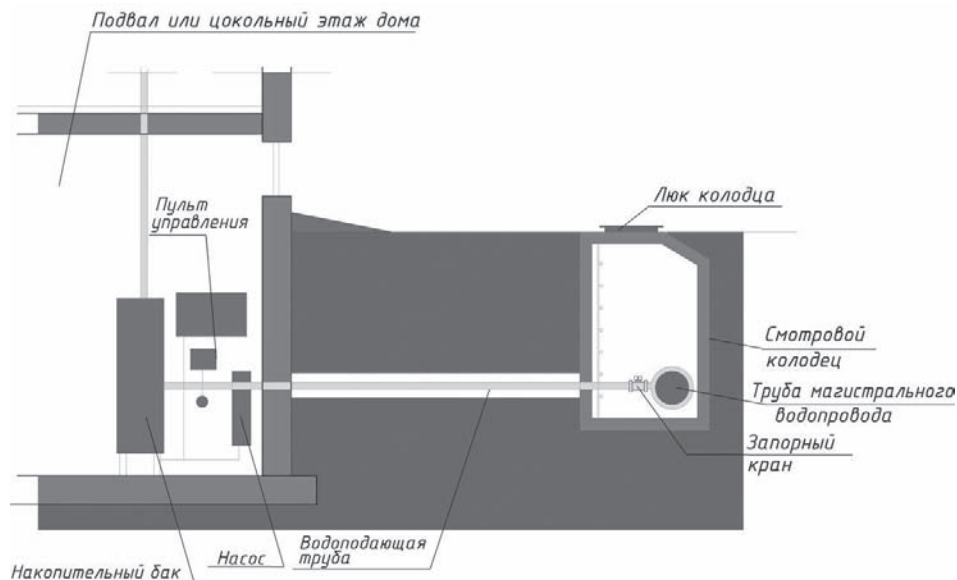 Подвал или цокольный этаж дома
Пульт
управления
Люк колодца
Смотровой
колодец
Труба магистрального
водопровода
Запорный
кран
Водоподающая
труба
Насос
Накопительный бак